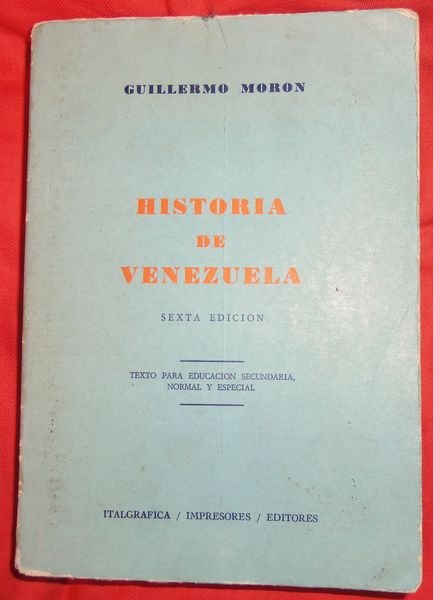 GUILLERMO MORON
HISTORIA
DE
VENEZUELA
SEXTA EDICION
TEXTO PARA EDUCACION SECUNDARIA,
NORMAL Y ESPECIAL
ITALGRAFICA / IMPRESORES / EDITORES